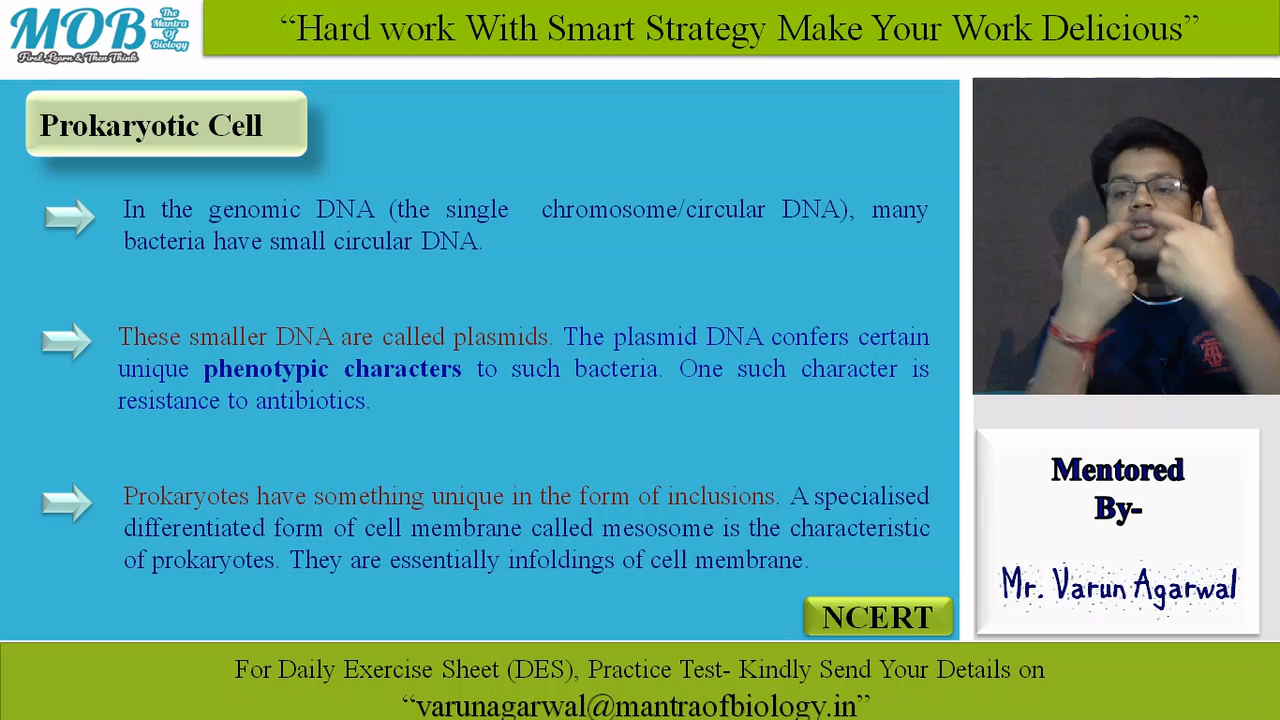 MOB The Mantra Of Biology
First Learn & Then Think
“Hard work With Smart Strategy Make Your Work Delicious”
Prokaryotic Cell
In the genomic DNA (the single chromosome/circular DNA), many
bacteria have small circular DNA.
These smaller DNA are called plasmids. The plasmid DNA confers certain
unique phenotypic characters to such bacteria. One such character is
resistance to antibiotics.
Prokaryotes have something unique in the form of inclusions. A specialised
differentiated form of cell membrane called mesosome is the characteristic
of prokaryotes. They are essentially infoldings of cell membrane.
NCERT
Mentored
By-
Mr. Varun Agarwal
For Daily Exercise Sheet (DES), Practice Test- Kindly Send Your Details on
“varunagarwal@mantraofbiology.in”